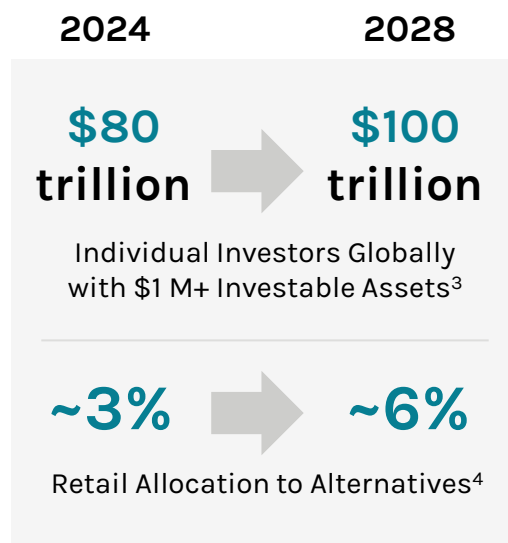 2024 2028
$80 $100
trillion trillion
Individual Investors Globally
with $1 M+ Investable Assets³
~3% ~6%
Retail Allocation to Alternatives⁴